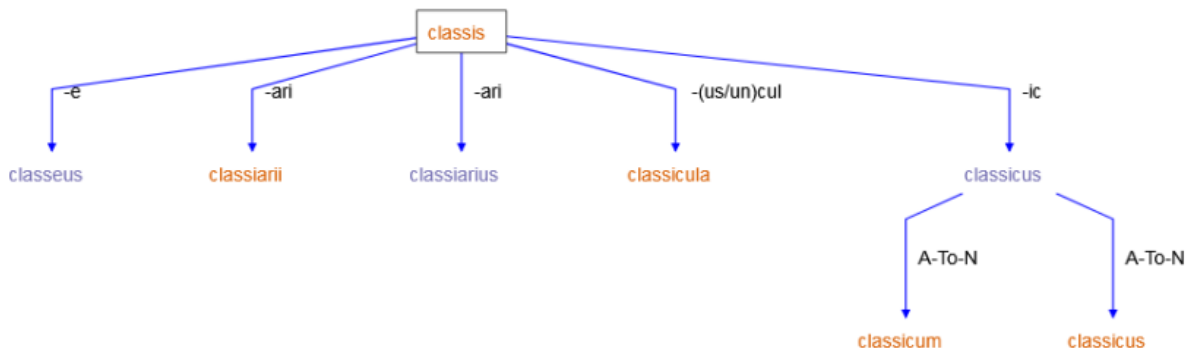 classis
-e
-ari
-ari
-(us/un)cul
-ic
classeus
classiarii
classiarius
classicula
classicus
A-To-N
A-To-N
classicum
classicus